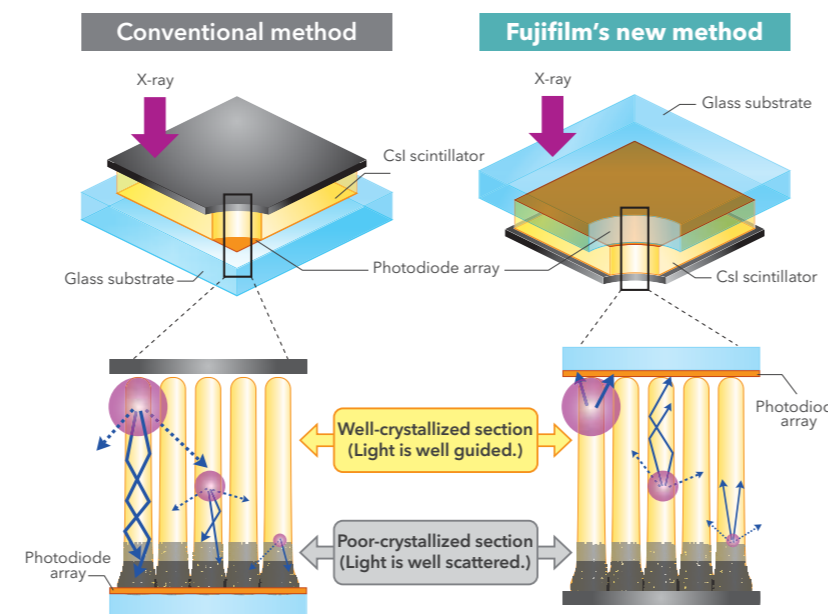 Conventional method
Fujifilm's new method
X-ray
X-ray
Glass substrate
CsI scintillator
Photodiode array
Glass substrate
CsI scintillator
Well-crystallized section
(Light is well guided.)
array
Poor-crystallized section
(Light is well scattered.)
Photodiode
array